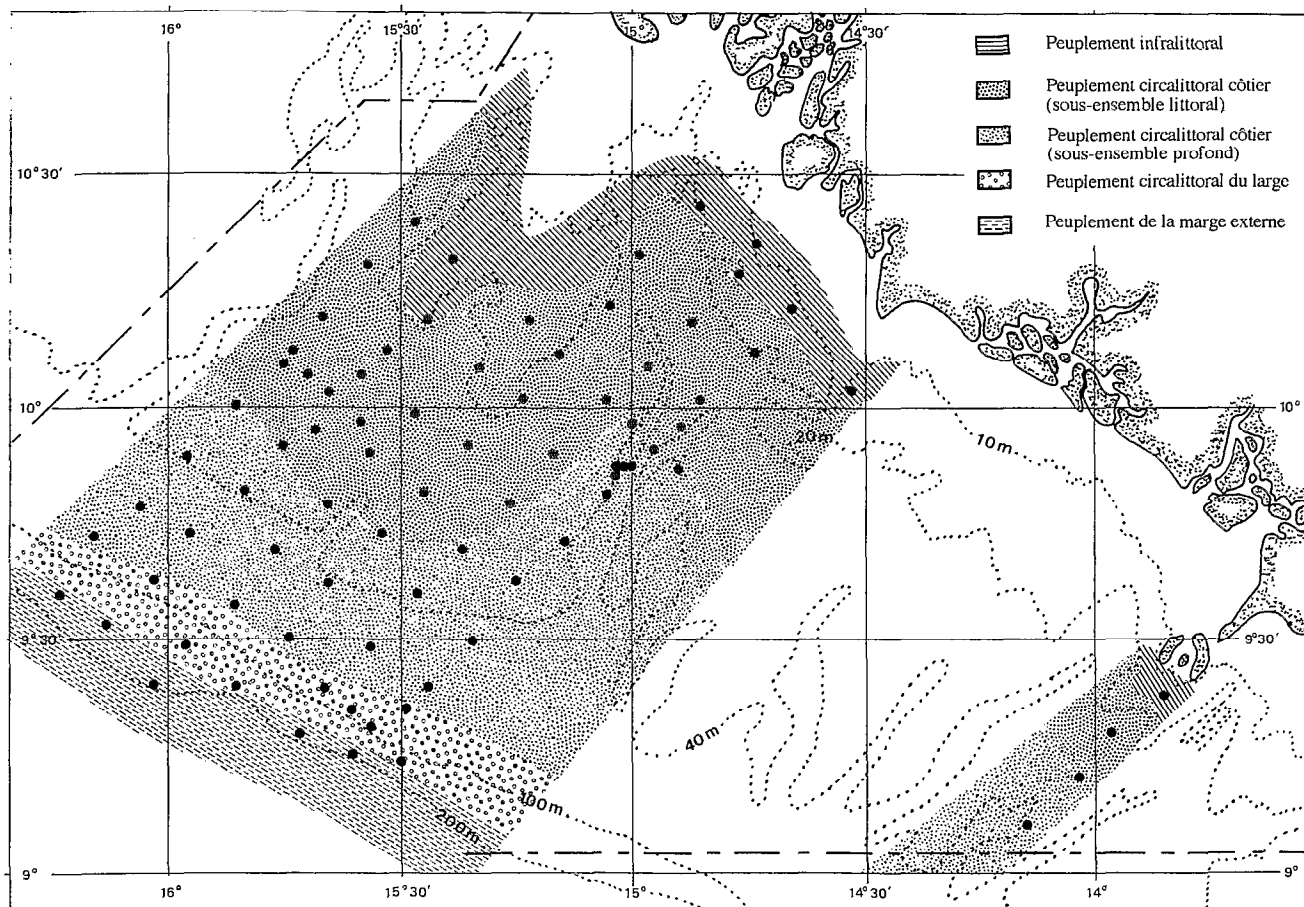 16°
15°30'
15°
14°30'
Peuplement infralittoral
Peuplement circalittoral côtier
(sous-ensemble littoral)
Peuplement circalittoral côtier
(sous-ensemble profond)
Peuplement circalittoral du large
Peuplement de la marge externe
10°30'
10°
10°
20m
10m
9°30'
9°30'
40m
100m
200m
9°
9°
16°
15°30'
15°
14°30'
14°